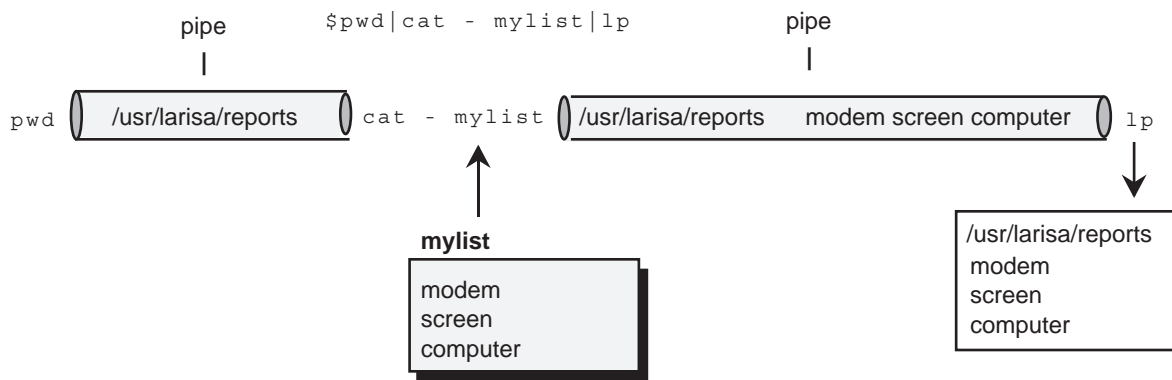 $pwd|cat - mylist|lp
pipe
pipe
pwd
/usr/larisa/reports
cat - mylist
/usr/larisa/reports modem screen computer
lp
mylist
modem
screen
computer
/usr/larisa/reports
modem
screen
computer